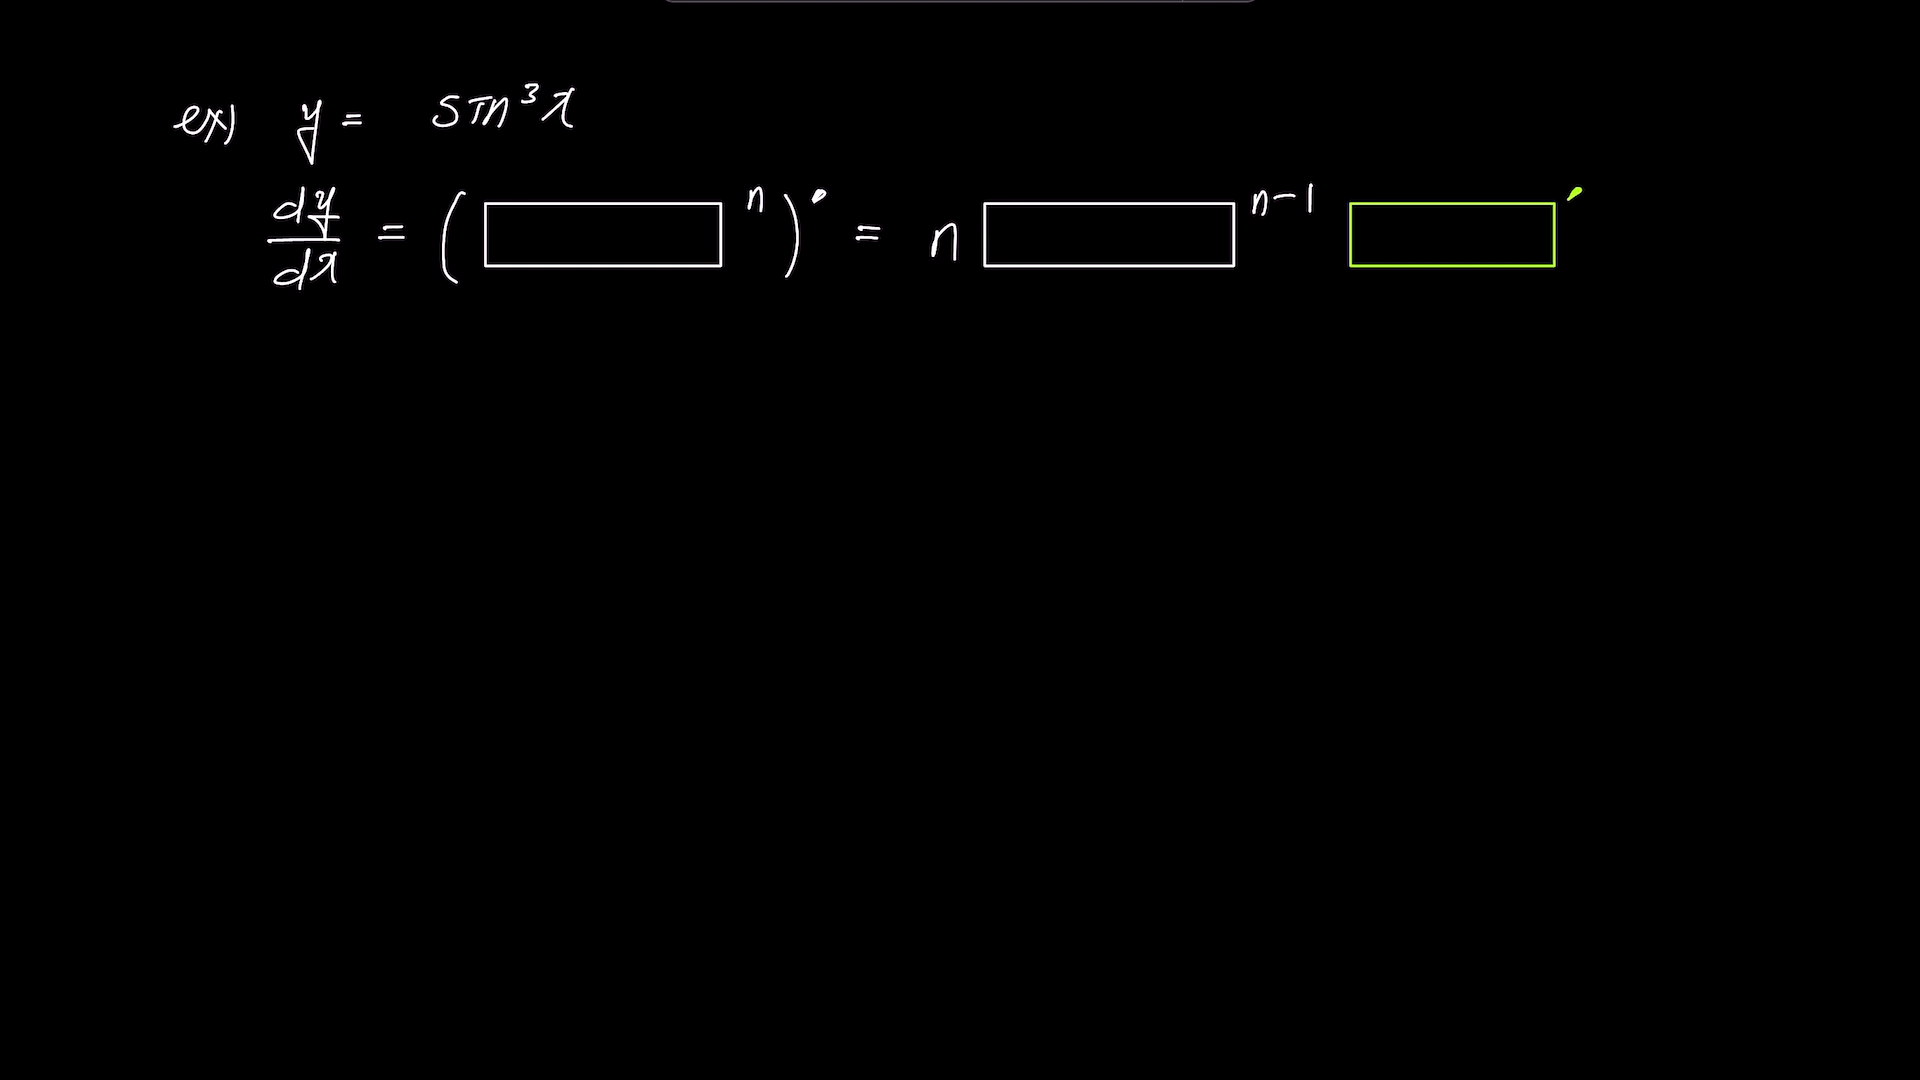 ex) y = sin³x
dy/dx = ( □ⁿ )' = n □ⁿ⁻¹ □'